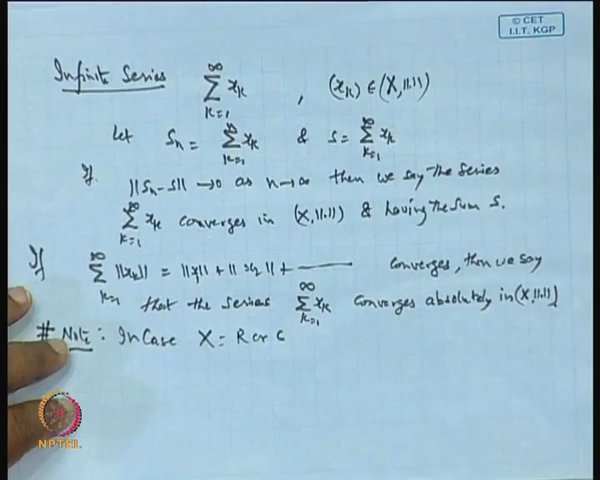 © CET
I.I.T. KGP
Infinite Series ∑_{k=1}^{∞} x_k , (x_k) ∈ (X, ||.||)
Let S_n = ∑_{k=1}^{n} x_k & S = ∑_{k=1}^{∞} x_k
If ||S_n - S|| → 0 as n → ∞ then we say the Series
∑_{k=1}^{∞} x_k converges in (X, ||.||) & having the sum S.
If ∑_{k=1}^{∞} ||x_k|| = ||x_1|| + ||x_2|| + ——— converges, then we say
that the series ∑_{k=1}^{∞} x_k converges absolutely in (X, ||.||)
# Note: In Case X = R or C
NPTEL